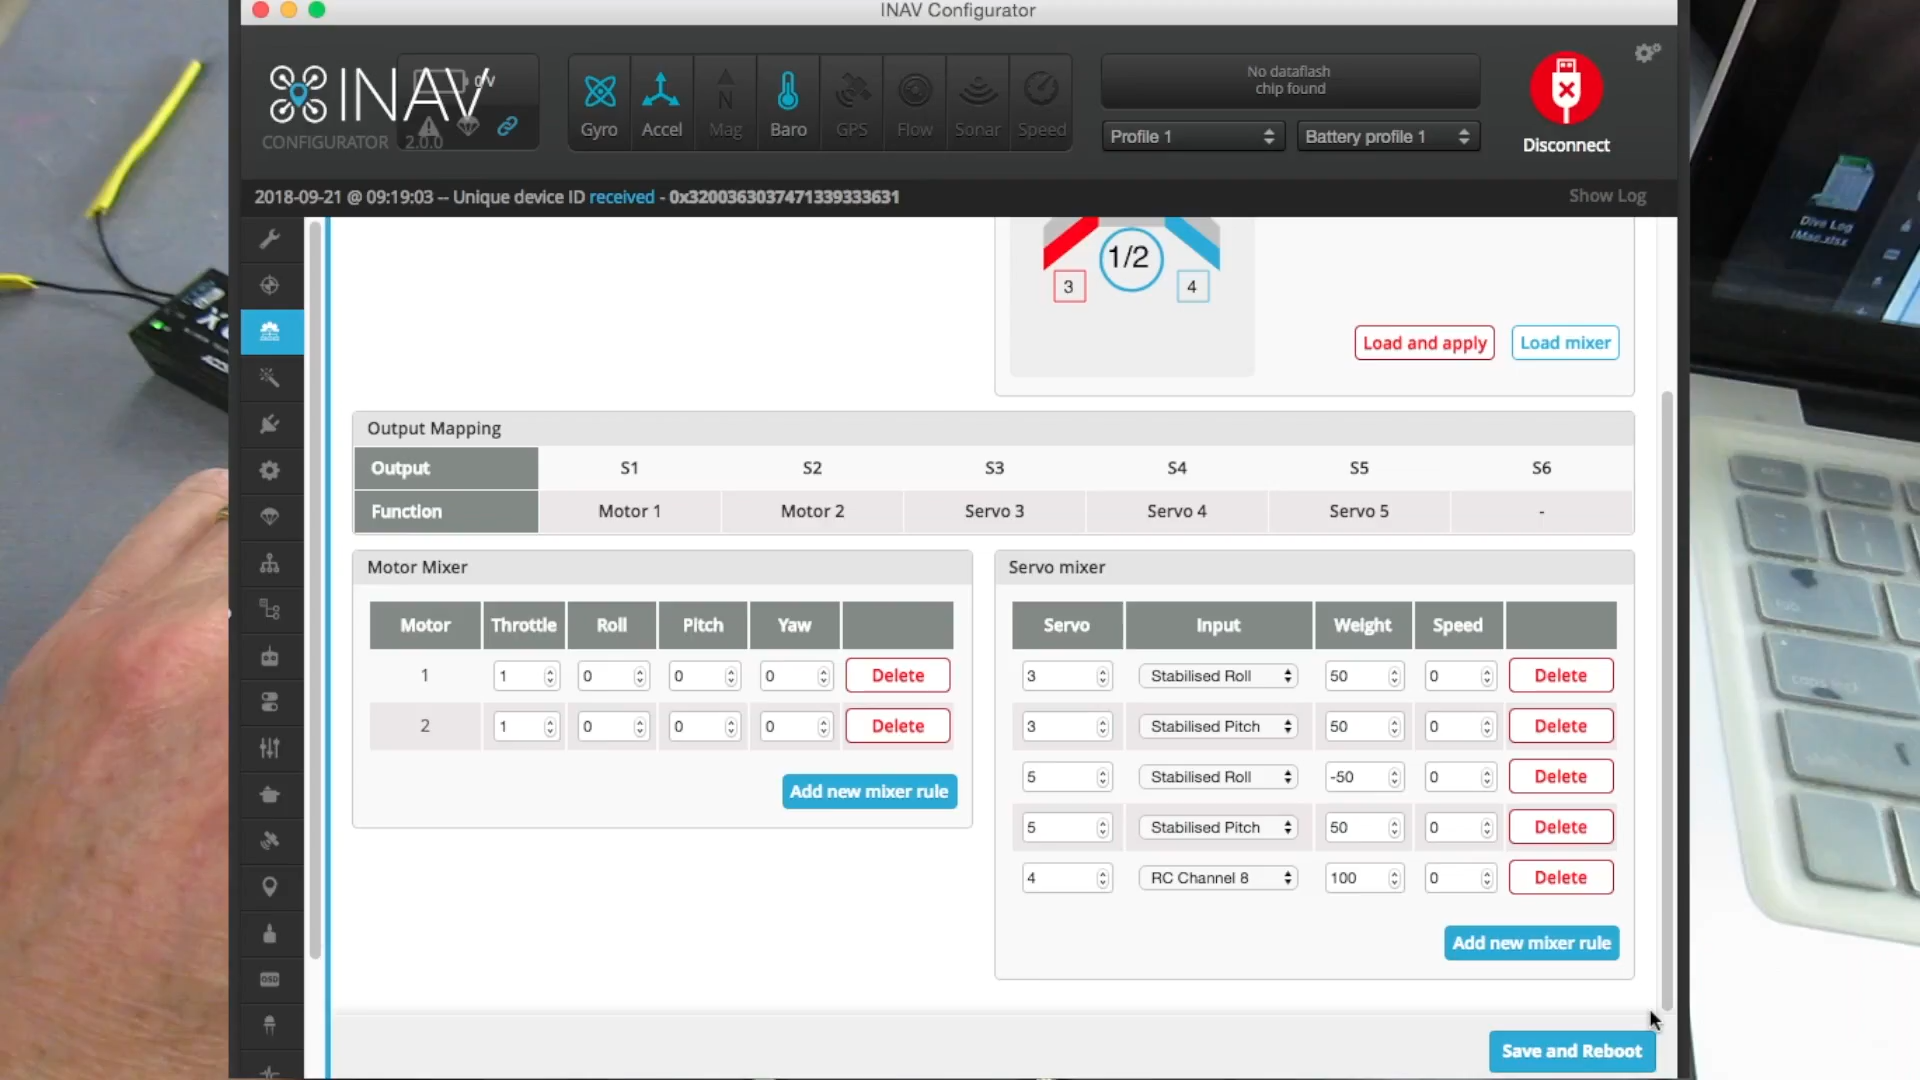 INAV Configurator
INAV
0 V
CONFIGURATOR 2.0.0
Gyro Accel Mag Baro GPS Flow Sonar Speed
N
No dataflash
chip found
Profile 1
Battery profile 1
Disconnect
2018-09-21 @ 09:19:03 -- Unique device ID received - 0x3200363037471339333631
Show Log
1/2
3
4
Load and apply
Load mixer
Output Mapping
Output S1 S2 S3 S4 S5 S6
Function Motor 1 Motor 2 Servo 3 Servo 4 Servo 5 -
Motor Mixer
Motor Throttle Roll Pitch Yaw
1 1 0 0 0 Delete
2 1 0 0 0 Delete
Add new mixer rule
Servo mixer
Servo Input Weight Speed
3 Stabilised Roll 50 0 Delete
3 Stabilised Pitch 50 0 Delete
5 Stabilised Roll -50 0 Delete
5 Stabilised Pitch 50 0 Delete
4 RC Channel 8 100 0 Delete
Add new mixer rule
Save and Reboot
OSD
Dive Log
iMac.xlsx